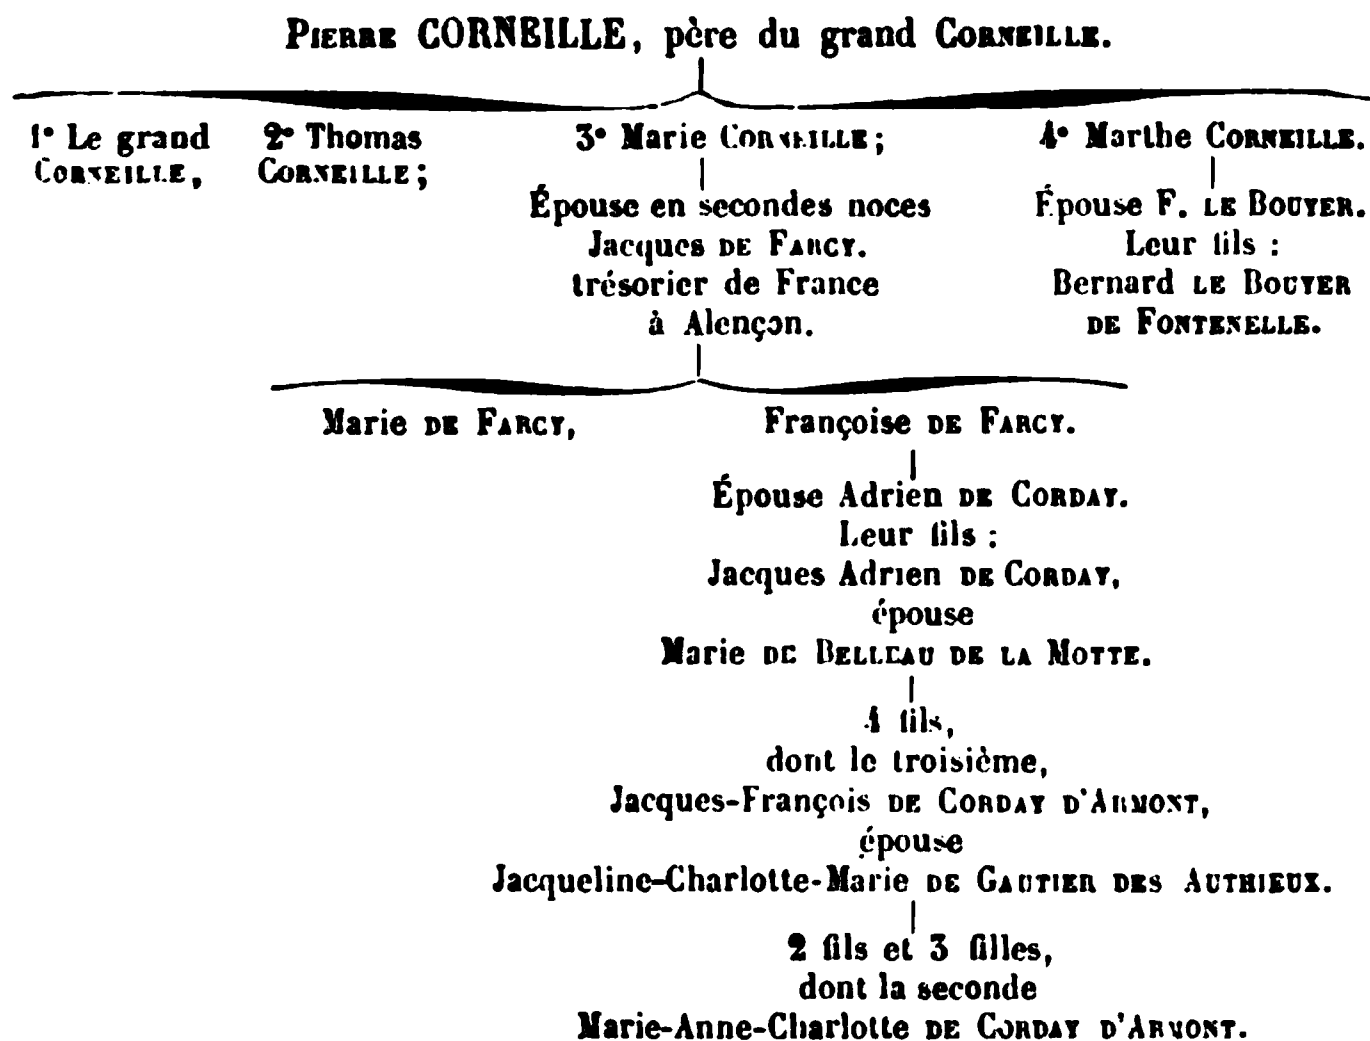 PIERRE CORNEILLE, père du grand CORNEILLE.
1° Le grand
CORNEILLE,
2° Thomas
CORNEILLE;
3° Marie CORNEILLE;
Épouse en secondes noces
Jacques DE FARCY.
trésorier de France
à Alençon.
4° Marthe CORNEILLE.
Épouse F. LE BOUYER.
Leur fils :
Bernard LE BOUYER
DE FONTENELLE.
Marie DE FARCY,
Françoise DE FARCY.
Épouse Adrien DE CORDAY.
Leur fils :
Jacques Adrien DE CORDAY,
épouse
Marie DE BELLEAU DE LA MOTTE.
4 fils,
dont le troisième,
Jacques-François DE CORDAY D'ARMONT,
épouse
Jacqueline-Charlotte-Marie DE GAUTIER DES AUTHIEUX.
2 fils et 3 filles,
dont la seconde
Marie-Anne-Charlotte DE CORDAY D'ARMONT.